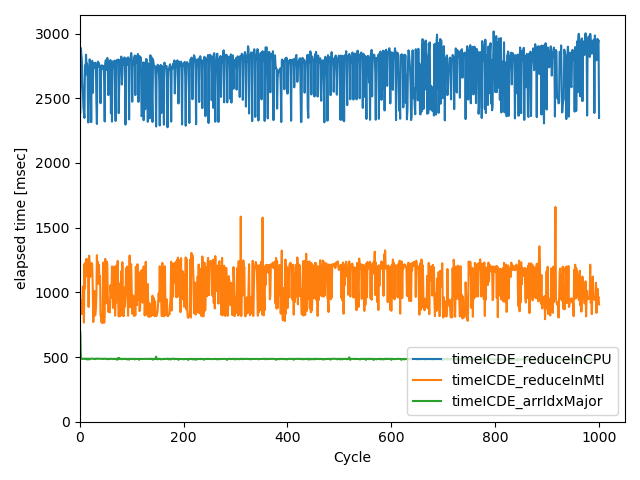 3000
2500
2000
1500
1000
500
0
elapsed time [msec]
0 200 400 600 800 1000
Cycle
timeICDE_reduceInCPU
timeICDE_reduceInMtl
timeICDE_arrIdxMajor